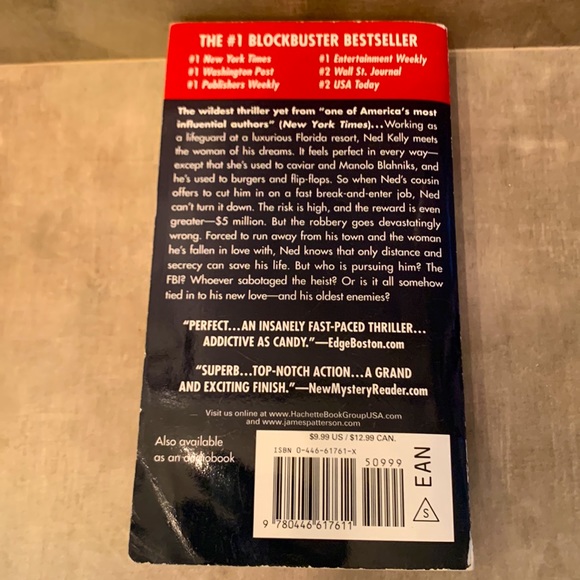 THE #1 BLOCKBUSTER BESTSELLER
#1 New York Times #1 Entertainment Weekly
#1 Washington Post #2 Wall St. Journal
#1 Publishers Weekly #2 USA Today
The wildest thriller yet from "one of America's most
influential authors" (New York Times)...Working as
a lifeguard at a luxurious Florida resort, Ned Kelly meets
the woman of his dreams. It feels perfect in every way—
except that she's used to caviar and Manolo Blahniks, and
he's used to burgers and flip-flops. So when Ned's cousin
offers to cut him in on a fast break-and-enter job, Ned
can't turn it down. The risk is high, and the reward is even
greater—$5 million. But the robbery goes devastatingly
wrong. Forced to run away from his town and the woman
he's fallen in love with, Ned knows that only distance and
secrecy can save his life. But who is pursuing him? The
FBI? Whoever sabotaged the heist? Or is it all somehow
tied in to his new love—and his oldest enemies?
"PERFECT...AN INSANELY FAST-PACED THRILLER...
ADDICTIVE AS CANDY."—EdgeBoston.com
"SUPERB...TOP-NOTCH ACTION...A GRAND
AND EXCITING FINISH."—NewMysteryReader.com
Visit us online at www.HachetteBookGroupUSA.com
and www.jamespatterson.com
Also available
as an audiobook
$9.99 US / $12.99 CAN.
ISBN 0-446-61761-X
50999
9 780446 617611
EAN
S